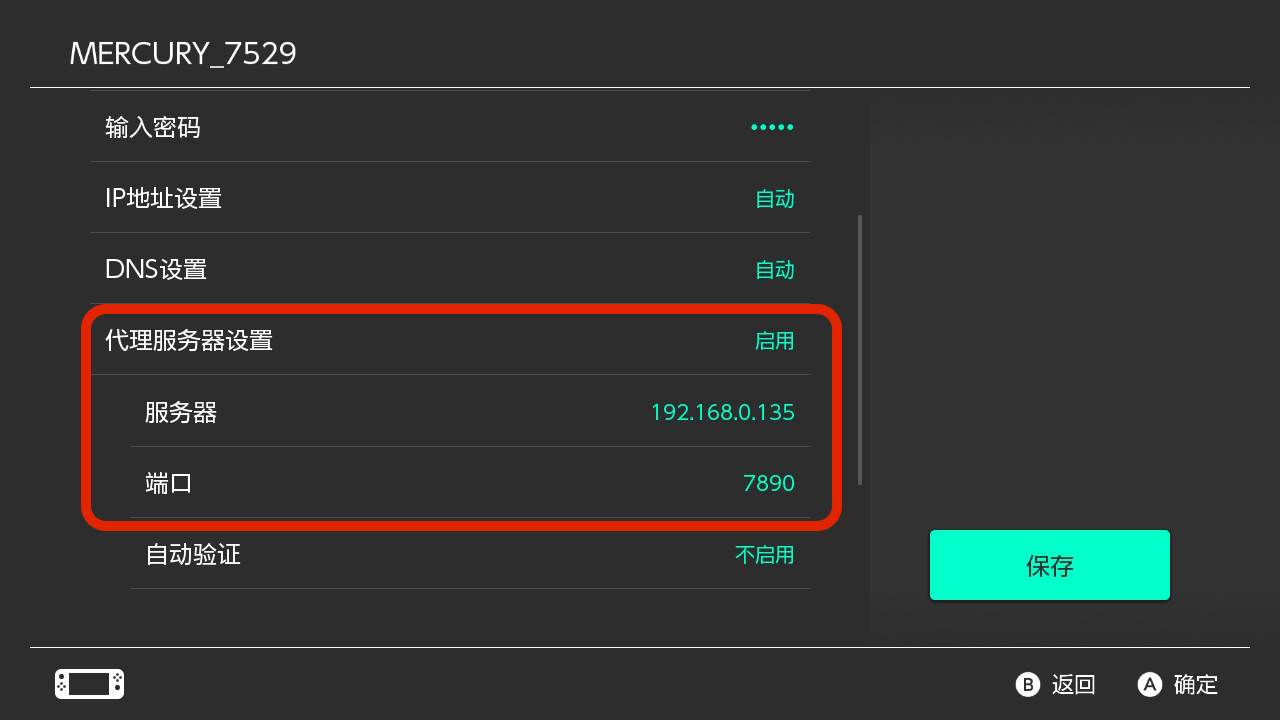 MERCURY_7529
输入密码 •••••
IP地址设置 自动
DNS设置 自动
代理服务器设置 启用
服务器 192.168.0.135
端口 7890
自动验证 不启用
保存
B 返回 A 确定